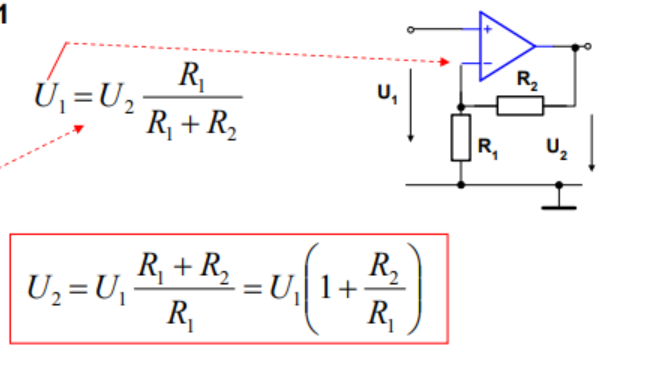 1
U₁ = U₂ R₁ / (R₁ + R₂)
+
−
R₂
U₁
R₁
U₂
U₂ = U₁ (R₁ + R₂) / R₁ = U₁ (1 + R₂ / R₁)